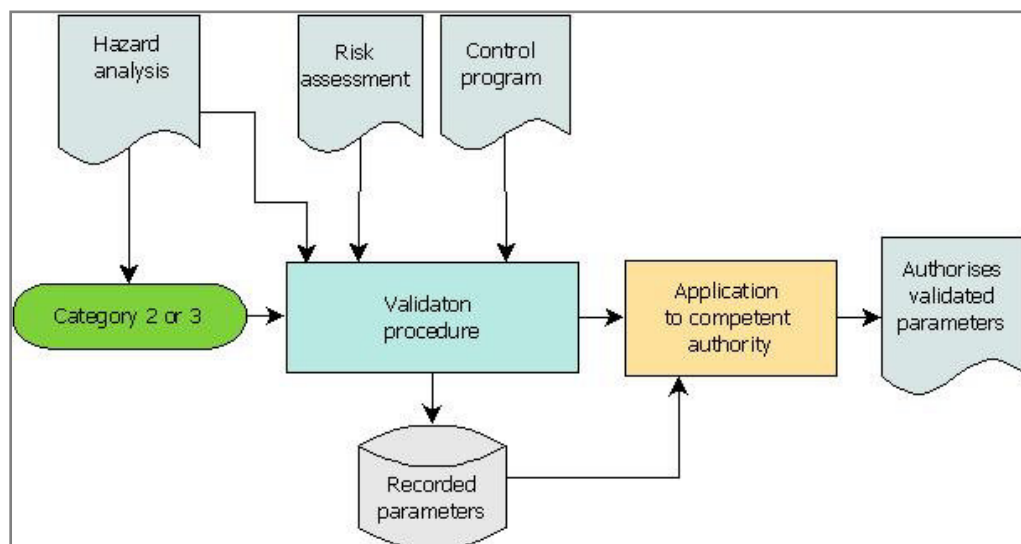 Hazard
analysis
Risk
assessment
Control
program
Category 2 or 3
Validaton
procedure
Application
to competent
authority
Authorises
validated
parameters
Recorded
parameters